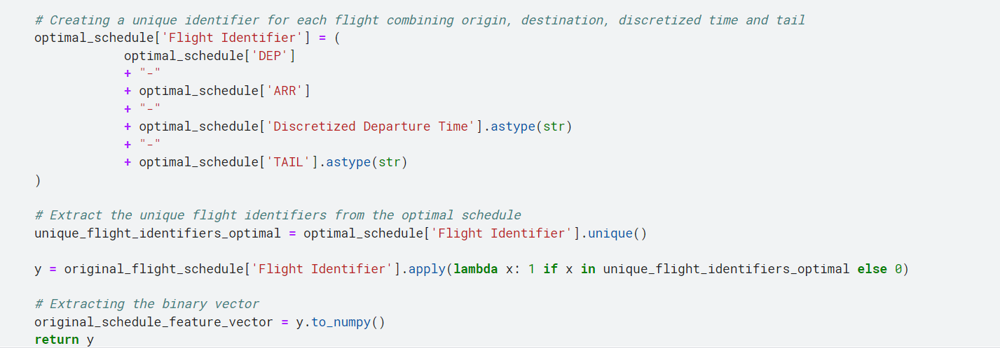 # Creating a unique identifier for each flight combining origin, destination, discretized time and tail
optimal_schedule['Flight Identifier'] = (
            optimal_schedule['DEP']
            + "-"
            + optimal_schedule['ARR']
            + "-"
            + optimal_schedule['Discretized Departure Time'].astype(str)
            + "-"
            + optimal_schedule['TAIL'].astype(str)
)
# Extract the unique flight identifiers from the optimal schedule
unique_flight_identifiers_optimal = optimal_schedule['Flight Identifier'].unique()
y = original_flight_schedule['Flight Identifier'].apply(lambda x: 1 if x in unique_flight_identifiers_optimal else 0)
# Extracting the binary vector
original_schedule_feature_vector = y.to_numpy()
return y